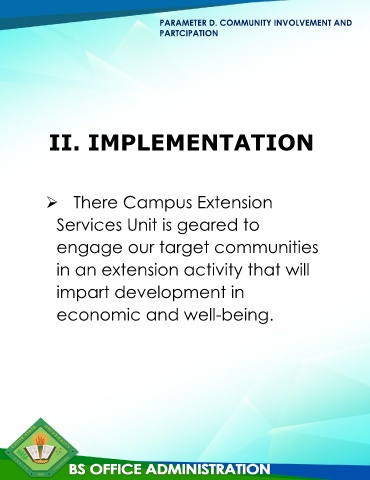 PARAMETER D. COMMUNITY INVOLVEMENT AND
PARTCIPATION
II. IMPLEMENTATION
➢ There Campus Extension
Services Unit is geared to
engage our target communities
in an extension activity that will
impart development in
economic and well-being.
BS OFFICE ADMINISTRATION